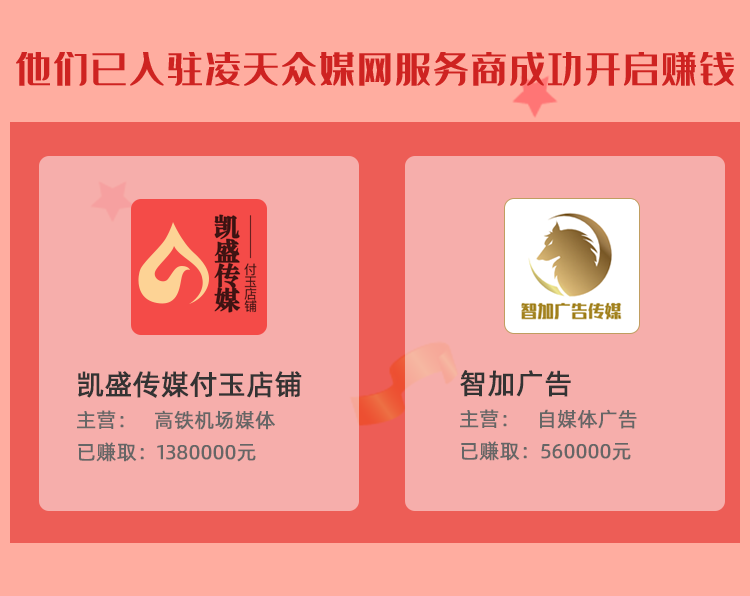 他们已入驻凌天众媒网服务商成功开启赚钱
凯盛传媒
付玉店铺
智加广告传媒
凯盛传媒付玉店铺
主营： 高铁机场媒体
已赚取：1380000元
智加广告
主营： 自媒体广告
已赚取：560000元